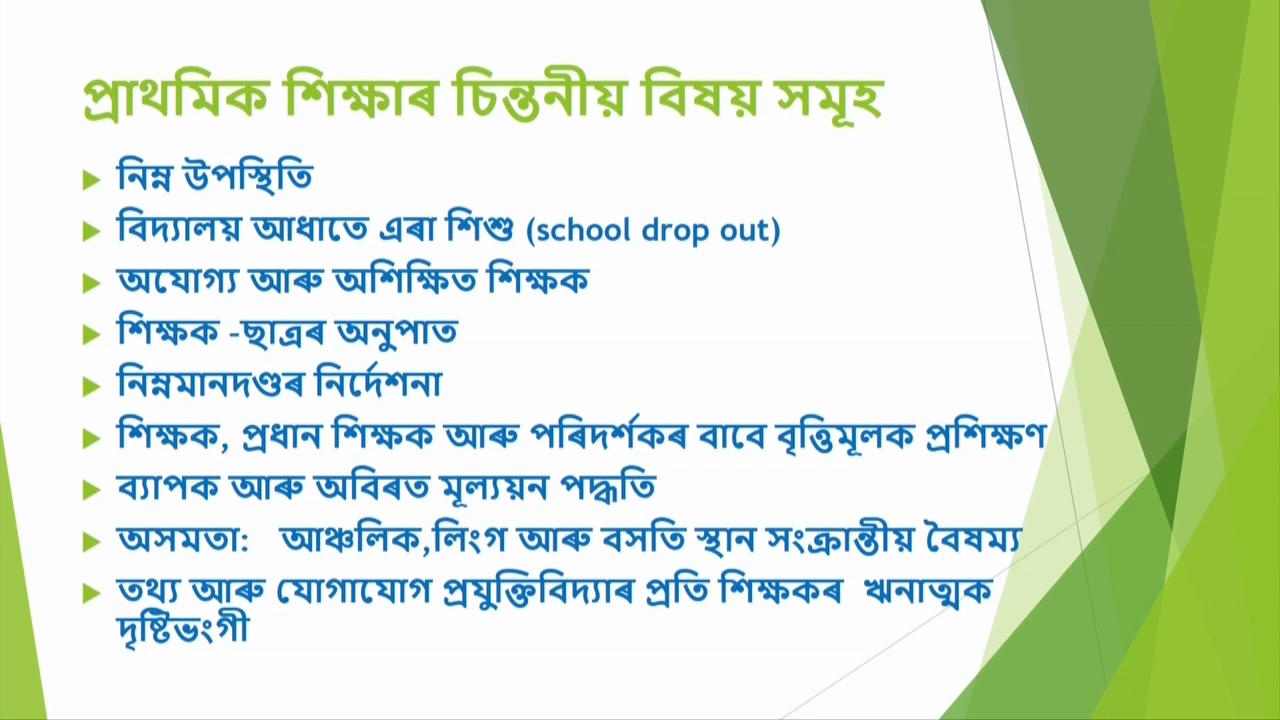 প্ৰাথমিক শিক্ষাৰ চিন্তনীয় বিষয় সমূহ
নিম্ন উপস্থিতি
বিদ্যালয় আধাতে এৰা শিশু (school drop out)
অযোগ্য আৰু অশিক্ষিত শিক্ষক
শিক্ষক -ছাত্ৰৰ অনুপাত
নিম্নমানদণ্ডৰ নিৰ্দেশনা
শিক্ষক, প্ৰধান শিক্ষক আৰু পৰিদৰ্শকৰ বাবে বৃত্তিমূলক প্ৰশিক্ষণ
ব্যাপক আৰু অবিৰত মূল্যয়ন পদ্ধতি
অসমতা: আঞ্চলিক,লিংগ আৰু বসতি স্থান সংক্ৰান্তীয় বৈষম্য
তথ্য আৰু যোগাযোগ প্ৰযুক্তিবিদ্যাৰ প্ৰতি শিক্ষকৰ ঋনাত্মক
দৃষ্টিভংগী